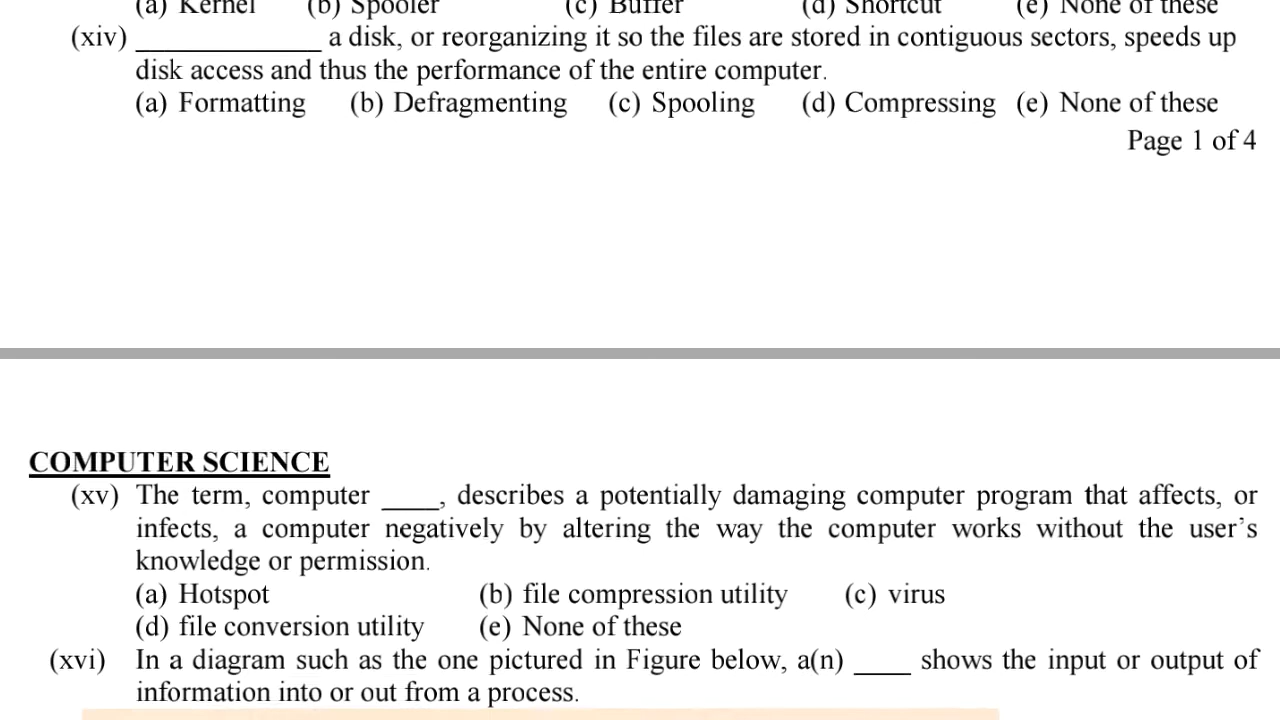 (a) Kernel (b) Spooler (c) Buffer (d) Shortcut (e) None of these
(xiv) _____________ a disk, or reorganizing it so the files are stored in contiguous sectors, speeds up
disk access and thus the performance of the entire computer.
(a) Formatting (b) Defragmenting (c) Spooling (d) Compressing (e) None of these
Page 1 of 4
COMPUTER SCIENCE
(xv) The term, computer ____, describes a potentially damaging computer program that affects, or
infects, a computer negatively by altering the way the computer works without the user’s
knowledge or permission.
(a) Hotspot (b) file compression utility (c) virus
(d) file conversion utility (e) None of these
(xvi) In a diagram such as the one pictured in Figure below, a(n) ____ shows the input or output of
information into or out from a process.